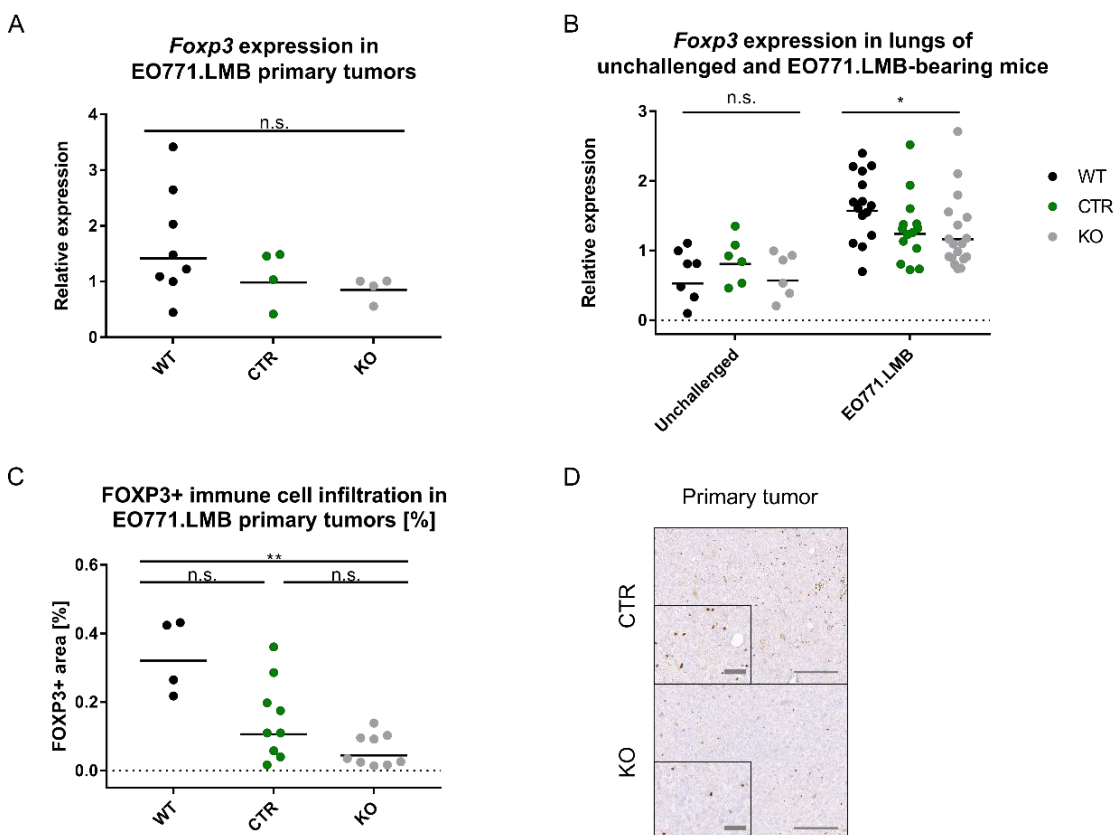 A
Foxp3 expression in
EO771.LMB primary tumors
n.s.
Relative expression
4
3
2
1
0
WT
CTR
KO
B
Foxp3 expression in lungs of
unchallenged and EO771.LMB-bearing mice
n.s.
*
Relative expression
3
2
1
0
Unchallenged
EO771.LMB
WT
CTR
KO
C
FOXP3+ immune cell infiltration in
EO771.LMB primary tumors [%]
**
n.s.
n.s.
FOXP3+ area [%]
0.6
0.4
0.2
0.0
WT
CTR
KO
D
Primary tumor
CTR
KO